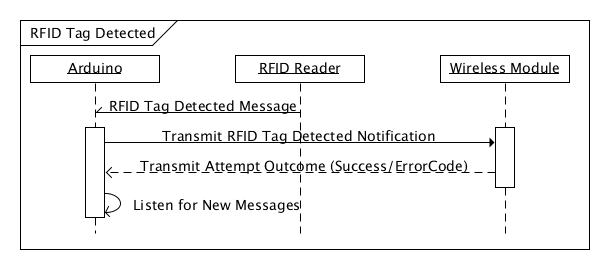 RFID Tag Detected
Arduino
RFID Reader
Wireless Module
RFID Tag Detected Message
Transmit RFID Tag Detected Notification
Transmit Attempt Outcome (Success/ErrorCode)
Listen for New Messages